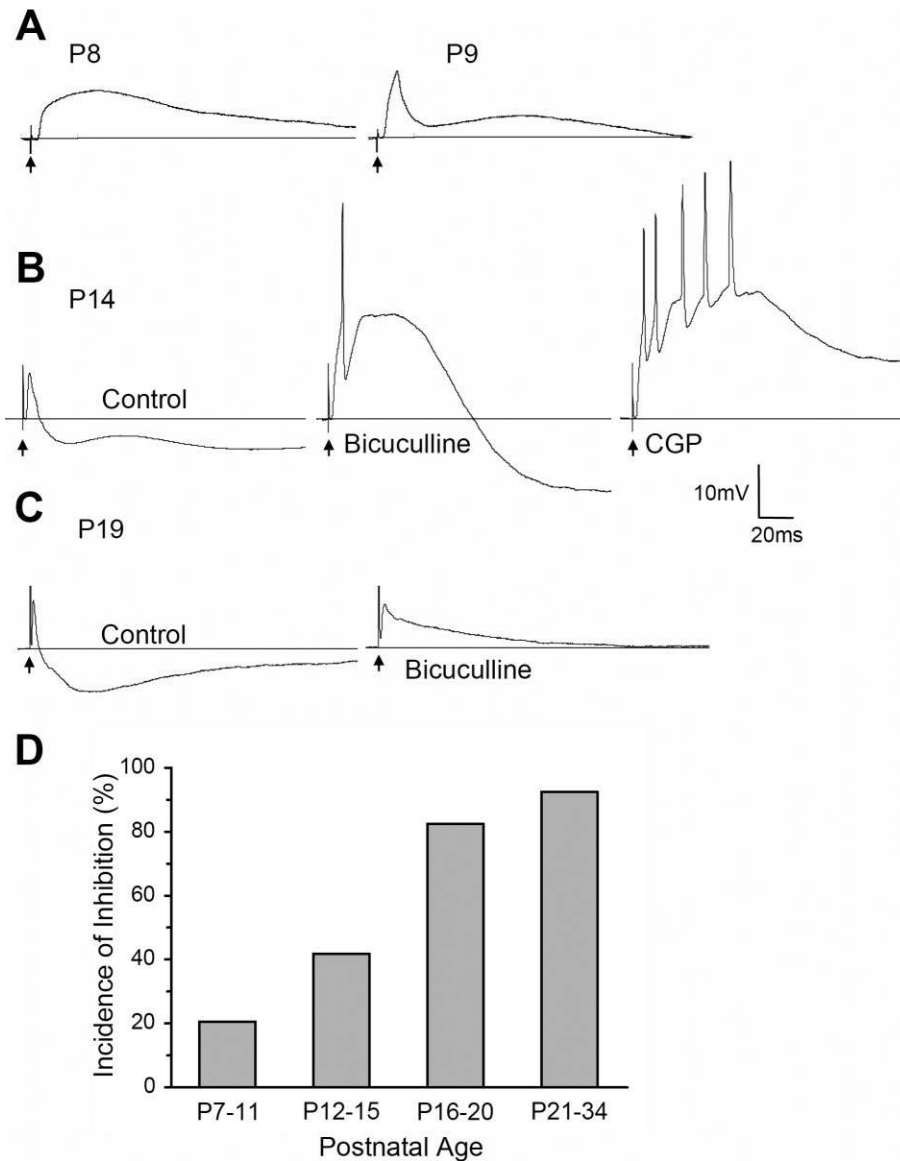 A
P8
P9
B
P14
Control
Bicuculline
CGP
10mV
20ms
C
P19
Control
Bicuculline
D
Incidence of Inhibition (%)
100
80
60
40
20
0
P7-11 P12-15 P16-20 P21-34
Postnatal Age